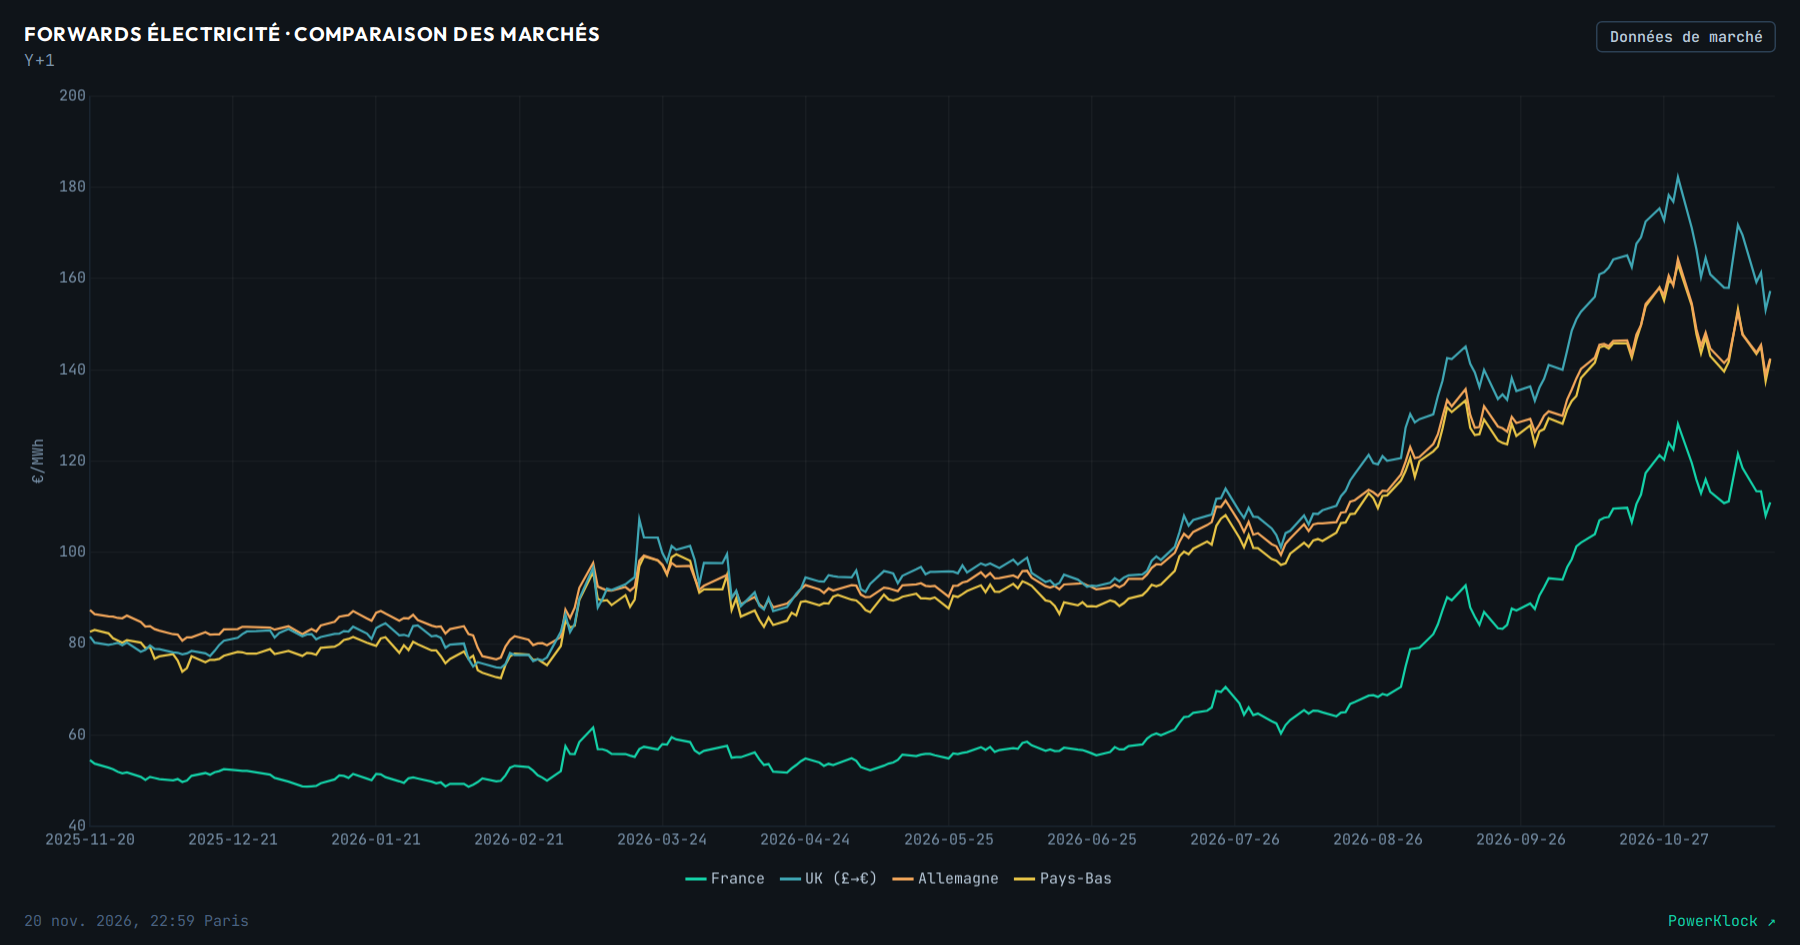 FORWARDS ÉLECTRICITÉ · COMPARAISON DES MARCHÉS
Données de marché
Y+1
200
180
160
140
120
100
80
60
40
€/MWh
2025-11-20 2025-12-21 2026-01-21 2026-02-21 2026-03-24 2026-04-24 2026-05-25 2026-06-25 2026-07-26 2026-08-26 2026-09-26 2026-10-27
France UK (£→€) Allemagne Pays-Bas
20 nov. 2026, 22:59 Paris
PowerKlock ↗